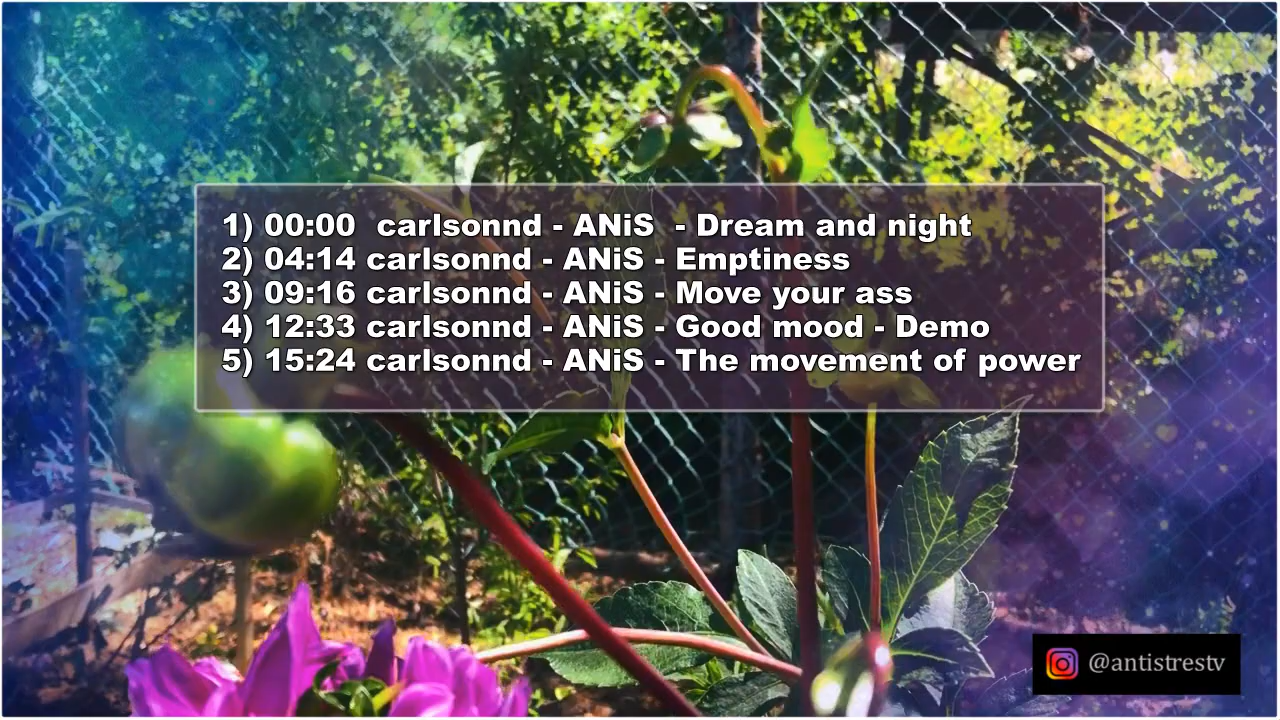 1) 00:00  carlsonnd - ANiS  - Dream and night
2) 04:14 carlsonnd - ANiS - Emptiness
3) 09:16 carlsonnd - ANiS - Move your ass
4) 12:33 carlsonnd - ANiS - Good mood - Demo
5) 15:24 carlsonnd - ANiS - The movement of power
@antistrestv